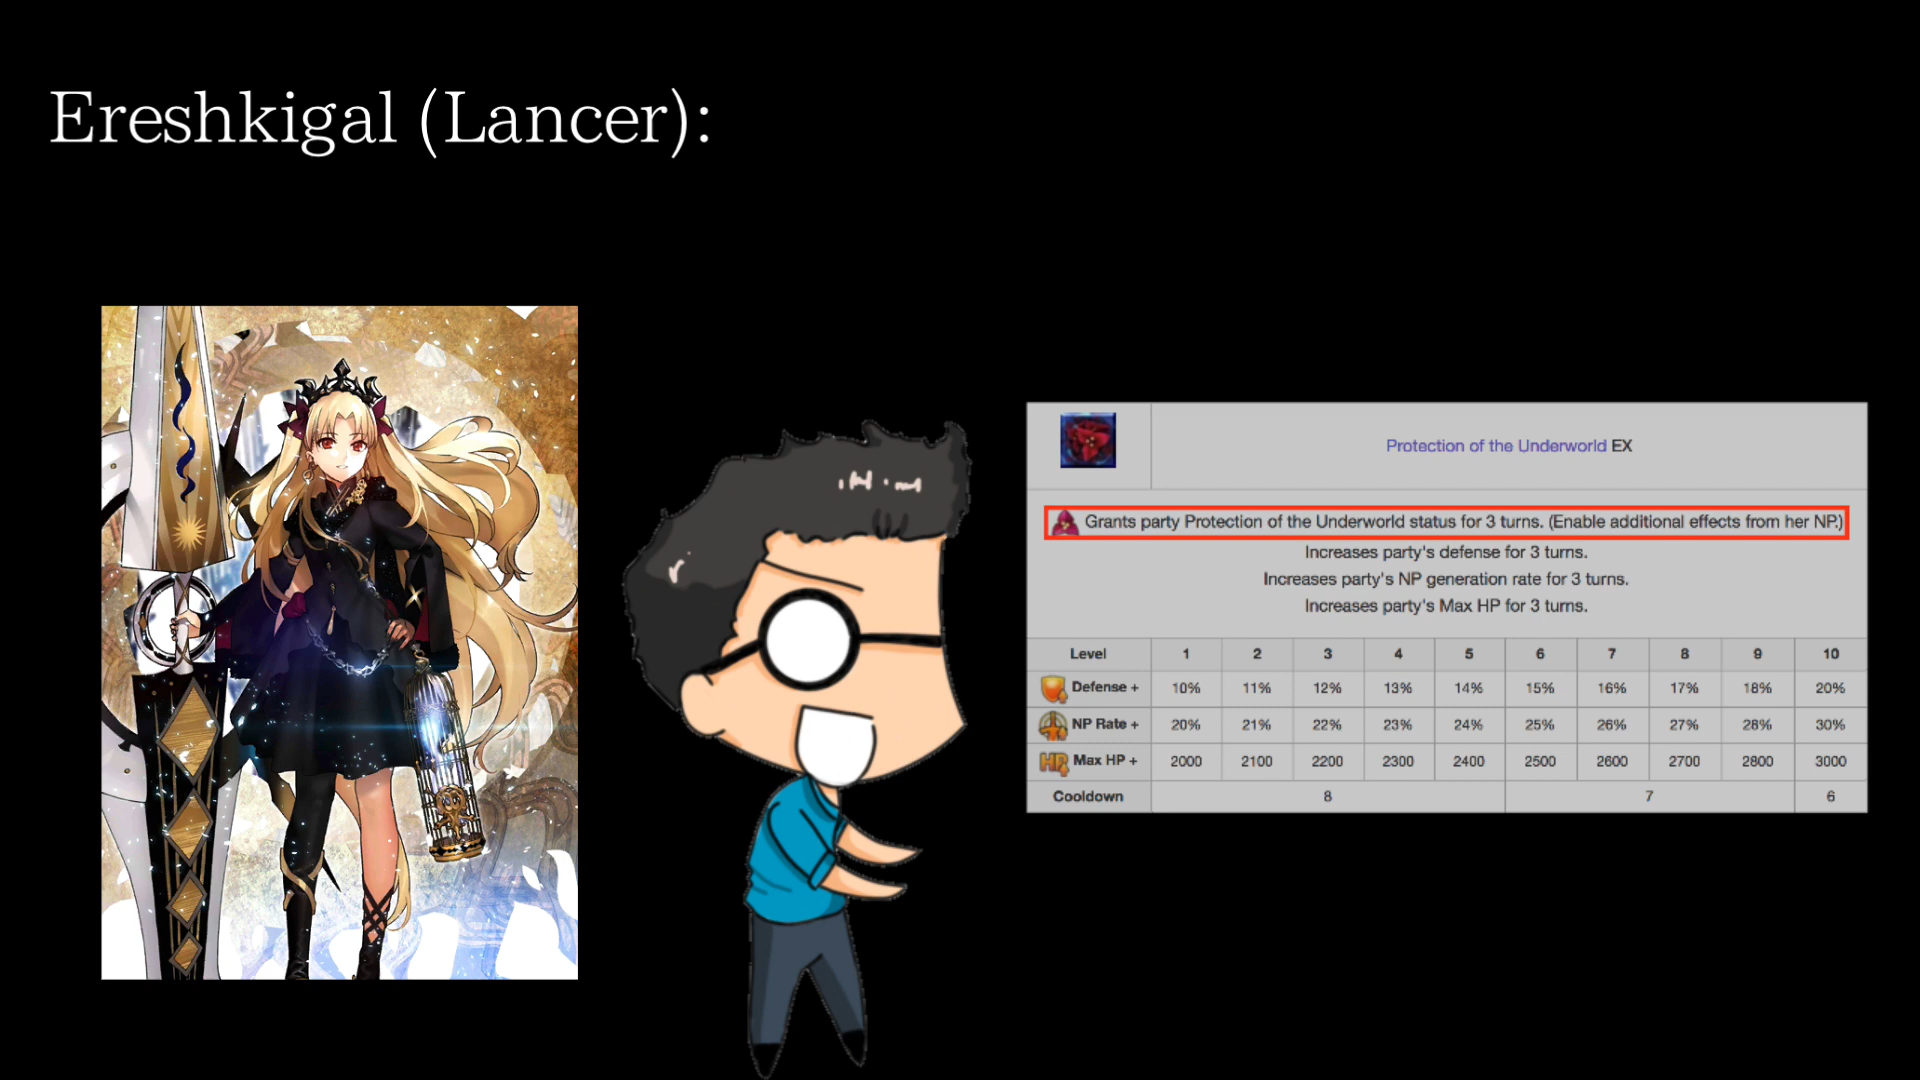 Ereshkigal (Lancer):
Protection of the Underworld EX
Grants party Protection of the Underworld status for 3 turns. (Enable additional effects from her NP.)
Increases party's defense for 3 turns.
Increases party's NP generation rate for 3 turns.
Increases party's Max HP for 3 turns.
Level 1 2 3 4 5 6 7 8 9 10
Defense + 10% 11% 12% 13% 14% 15% 16% 17% 18% 20%
NP Rate + 20% 21% 22% 23% 24% 25% 26% 27% 28% 30%
HP Max HP + 2000 2100 2200 2300 2400 2500 2600 2700 2800 3000
Cooldown 8 7 6